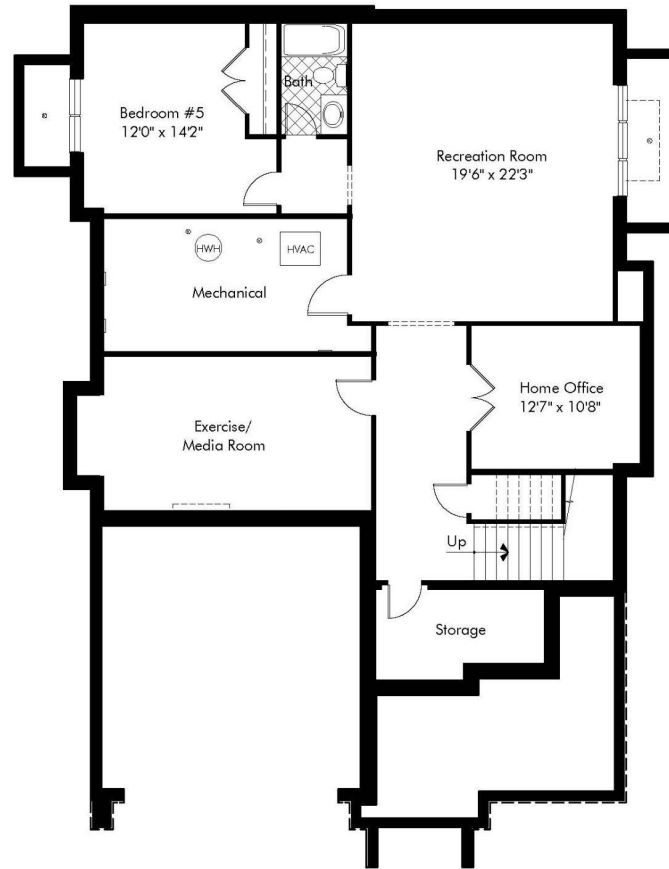 Bath
Bedroom #5
12'0" x 14'2"
Recreation Room
19'6" x 22'3"
HWH
HVAC
Mechanical
Home Office
12'7" x 10'8"
Exercise/
Media Room
Up
Storage